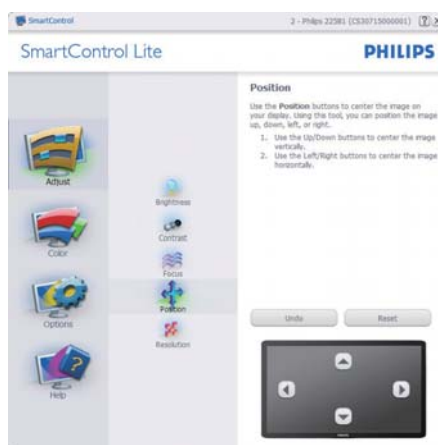 SmartControl
2 - Philips 225B1 (CS30715000001)
SmartControl Lite
PHILIPS
Adjust
Color
Options
Help
Brightness
Contrast
Focus
Position
Resolution
Position
Use the Position buttons to center the image on
your display. Using this tool, you can position the image
up, down, left, or right.
1. Use the Up/Down buttons to center the image
vertically.
2. Use the Left/Right buttons to center the image
horizontally.
Undo
Reset